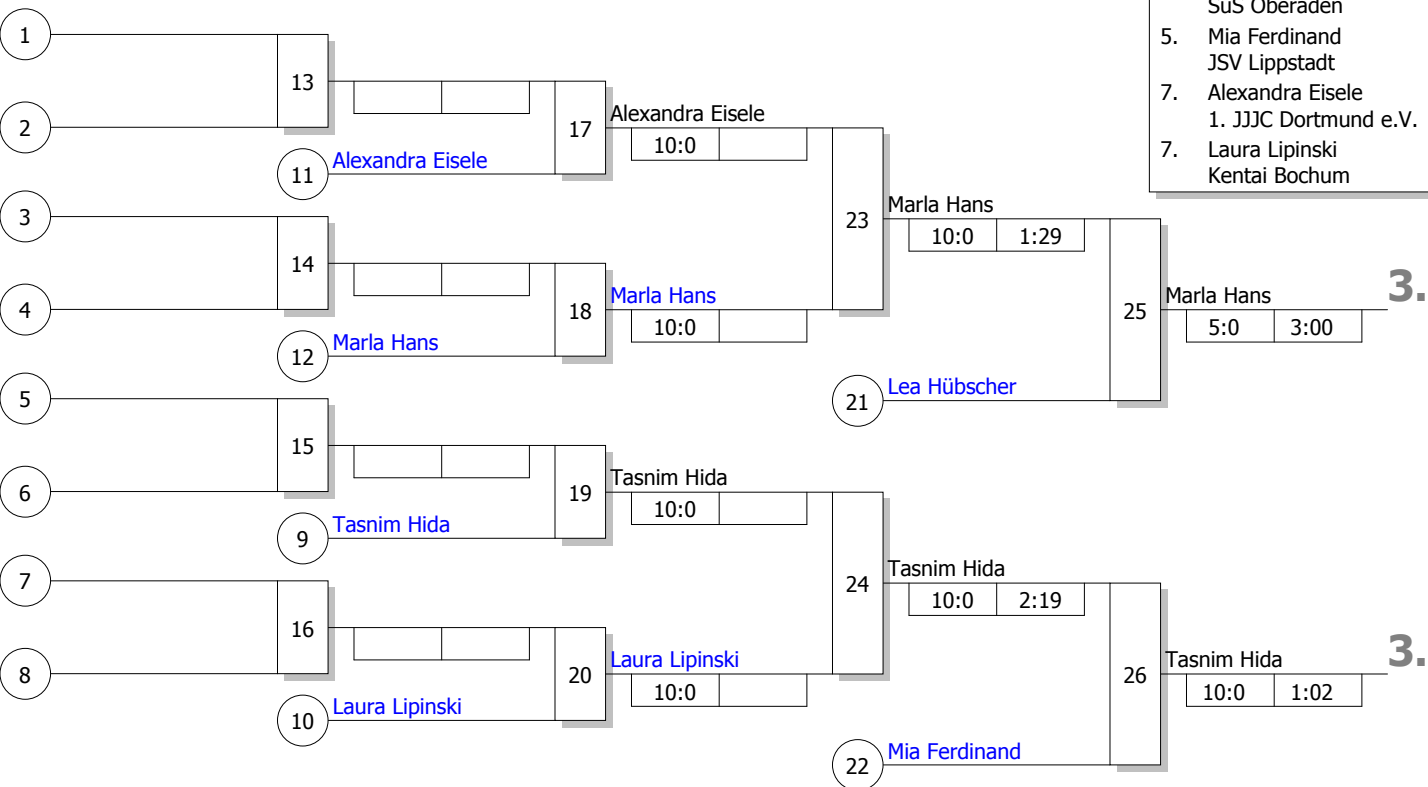 SuS Oberaden
5. Mia Ferdinand
JSV Lippstadt
7. Alexandra Eisele
1. JJJC Dortmund e.V.
7. Laura Lipinski
Kentai Bochum
1
13
2
17
Alexandra Eisele
10:0
11
Alexandra Eisele
3
23
Marla Hans
10:0 1:29
14
4
18
Marla Hans
10:0
12
Marla Hans
25
Marla Hans
5:0 3:00
3.
21
Lea Hübscher
5
15
6
19
Tasnim Hida
10:0
9
Tasnim Hida
7
24
Tasnim Hida
10:0 2:19
16
8
20
Laura Lipinski
10:0
10
Laura Lipinski
26
Tasnim Hida
10:0 1:02
3.
22
Mia Ferdinand